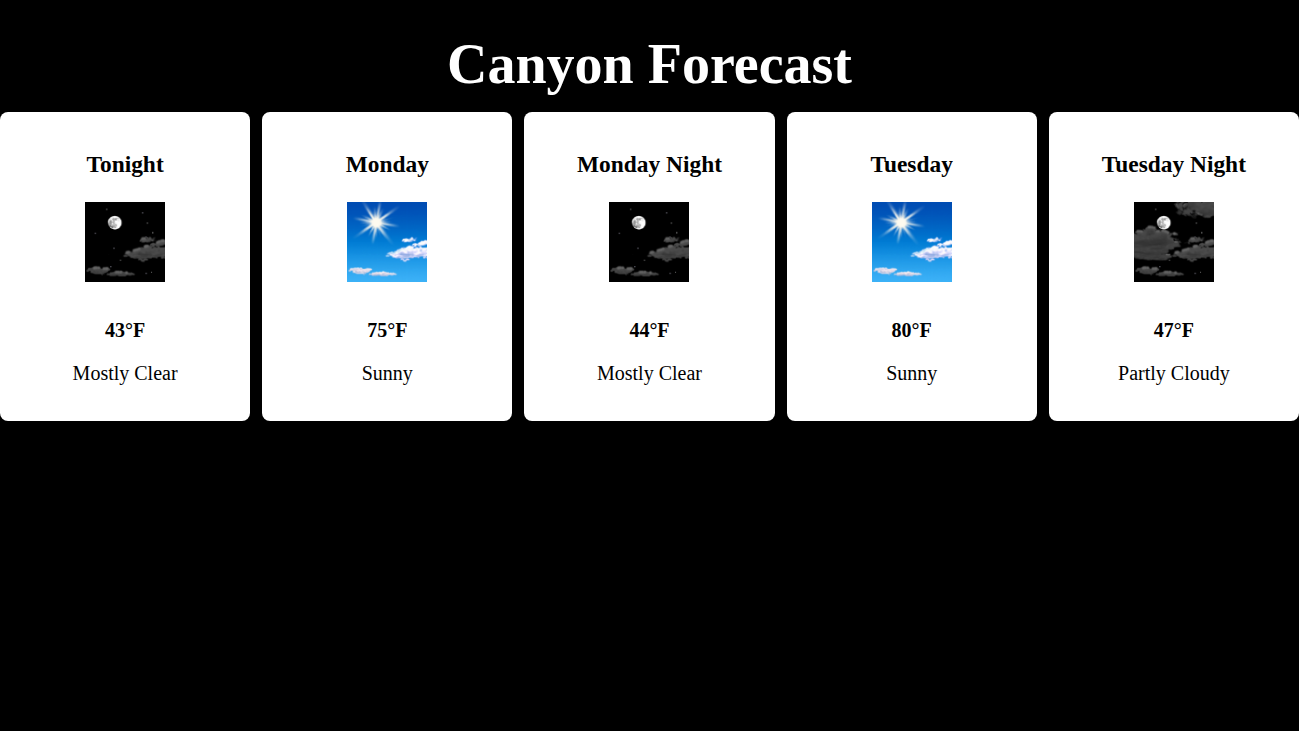 Canyon Forecast
Tonight
43°F
Mostly Clear
Monday
75°F
Sunny
Monday Night
44°F
Mostly Clear
Tuesday
80°F
Sunny
Tuesday Night
47°F
Partly Cloudy